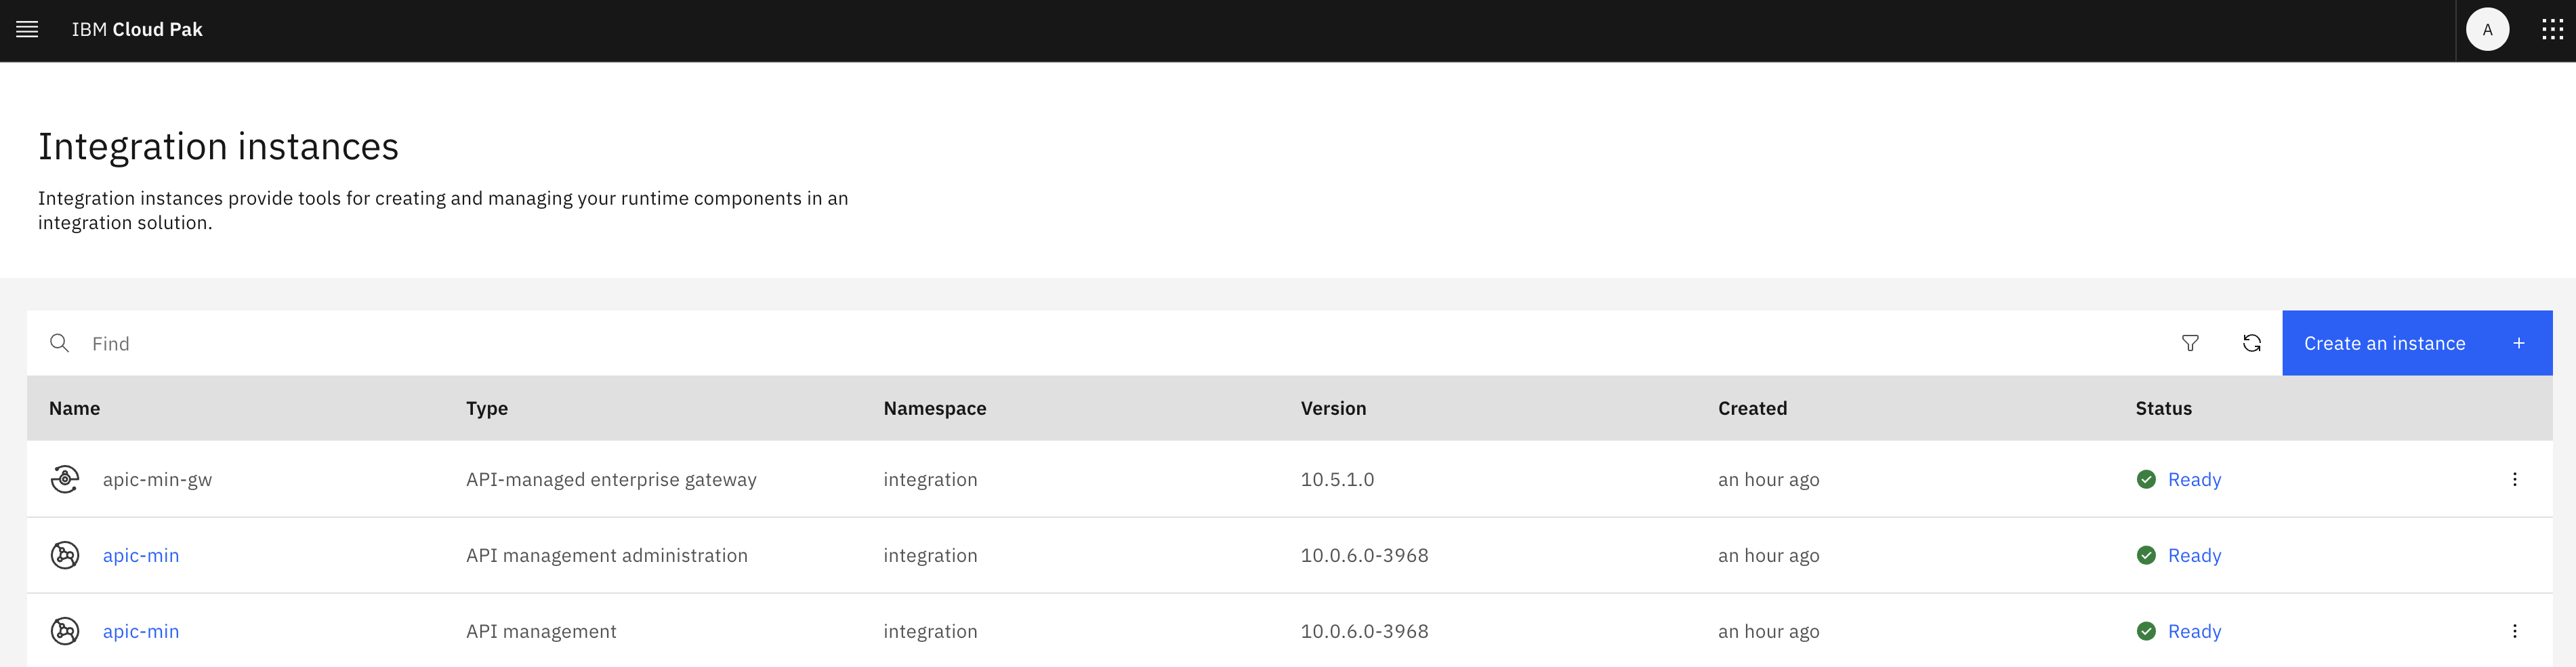 IBM Cloud Pak
A
Integration instances
Integration instances provide tools for creating and managing your runtime components in an
integration solution.
Find
Create an instance +
Name Type Namespace Version Created Status
apic-min-gw API-managed enterprise gateway integration 10.5.1.0 an hour ago Ready
apic-min API management administration integration 10.0.6.0-3968 an hour ago Ready
apic-min API management integration 10.0.6.0-3968 an hour ago Ready